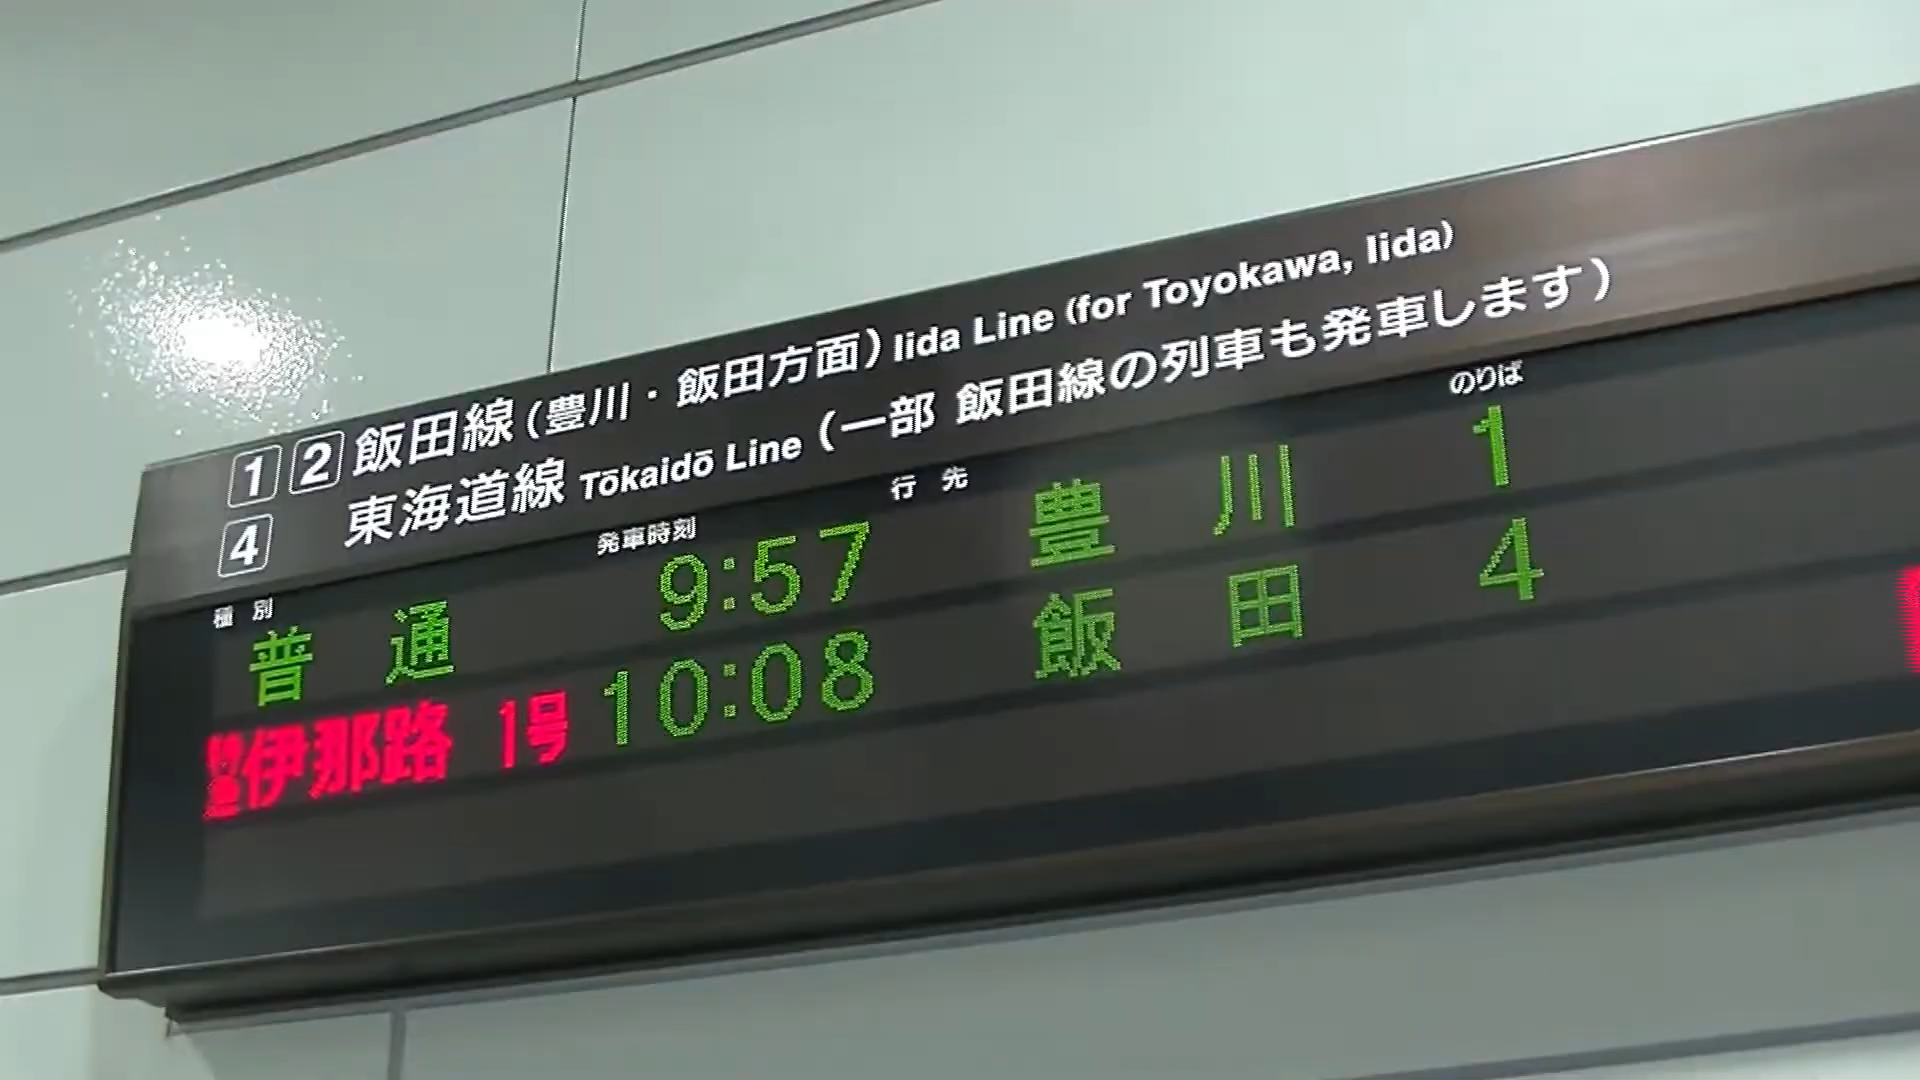 1 2 飯田線(豊川・飯田方面) Iida Line (for Toyokawa, Iida)
4 東海道線 Tōkaidō Line (一部 飯田線の列車も発車します)
種別 発車時刻 行先 のりば
普通 9:57 豊川 1
特急 伊那路 1号 10:08 飯田 4